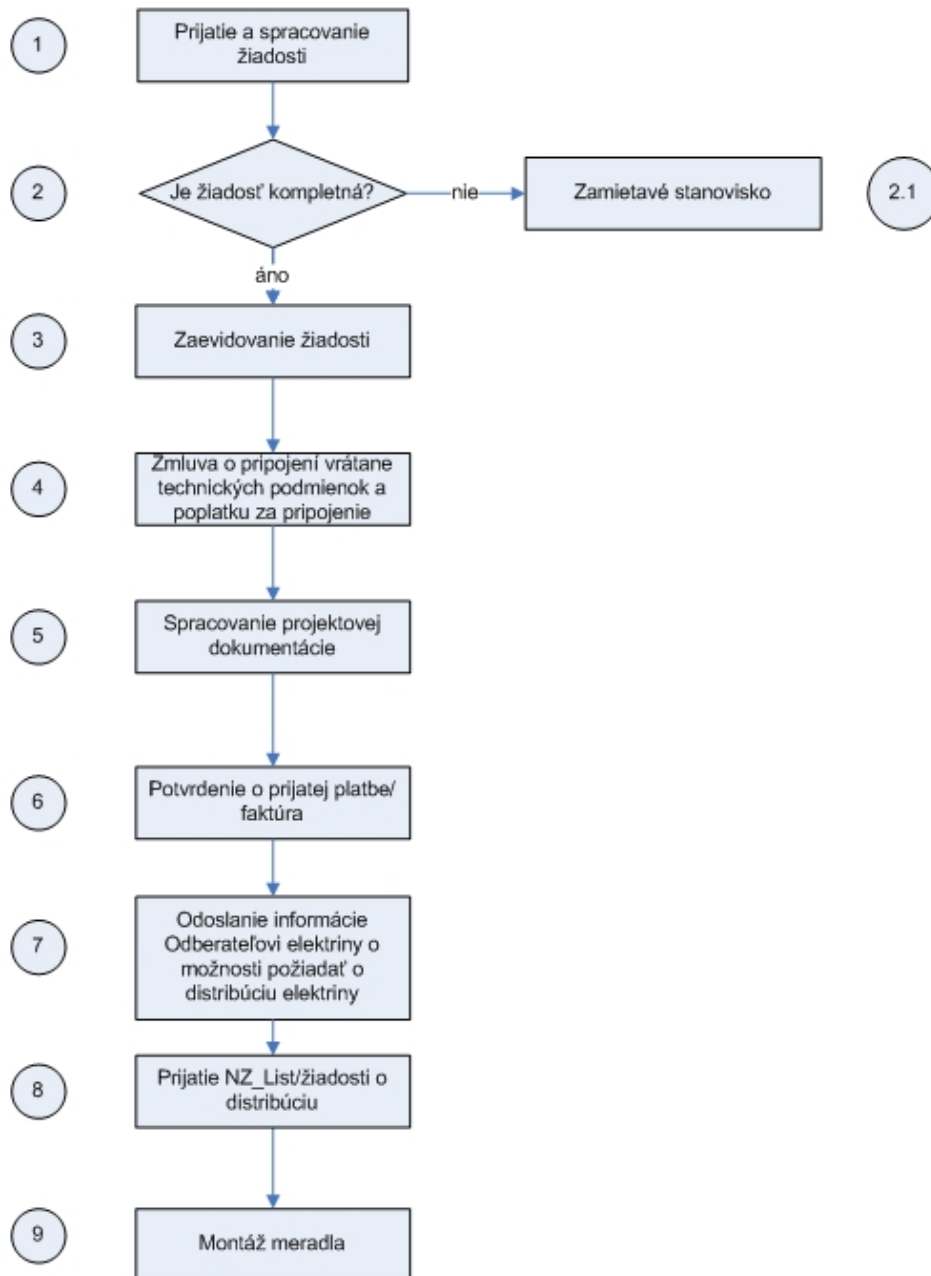 1
Prijatie a spracovanie
žiadosti
2
Je žiadosť kompletná?
nie
Zamietavé stanovisko
2.1
áno
3
Zaevidovanie žiadosti
4
Zmluva o pripojení vrátane
technických podmienok a
poplatku za pripojenie
5
Spracovanie projektovej
dokumentácie
6
Potvrdenie o prijatej platbe/
faktúra
7
Odoslanie informácie
Odberateľovi elektriny o
možnosti požiadať o
distribúciu elektriny
8
Prijatie NZ_List/žiadosti o
distribúciu
9
Montáž meradla